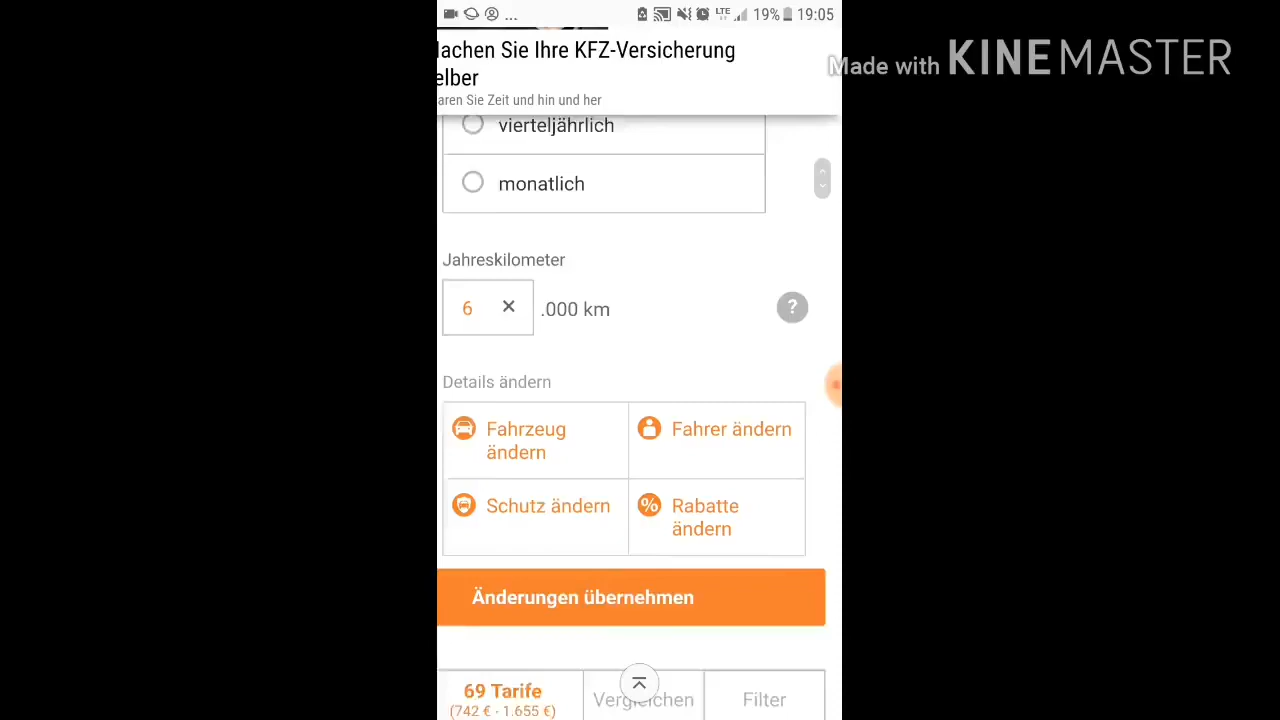 ...
LTE
19%
19:05
Made with KINEMASTER
achen Sie Ihre KFZ-Versicherung
elber
aren Sie Zeit und hin und her
vierteljährlich
monatlich
Jahreskilometer
6 × .000 km
?
Details ändern
Fahrzeug
ändern
Fahrer ändern
Schutz ändern
% Rabatte
ändern
Änderungen übernehmen
69 Tarife
(742 € - 1.655 €)
Vergleichen
Filter